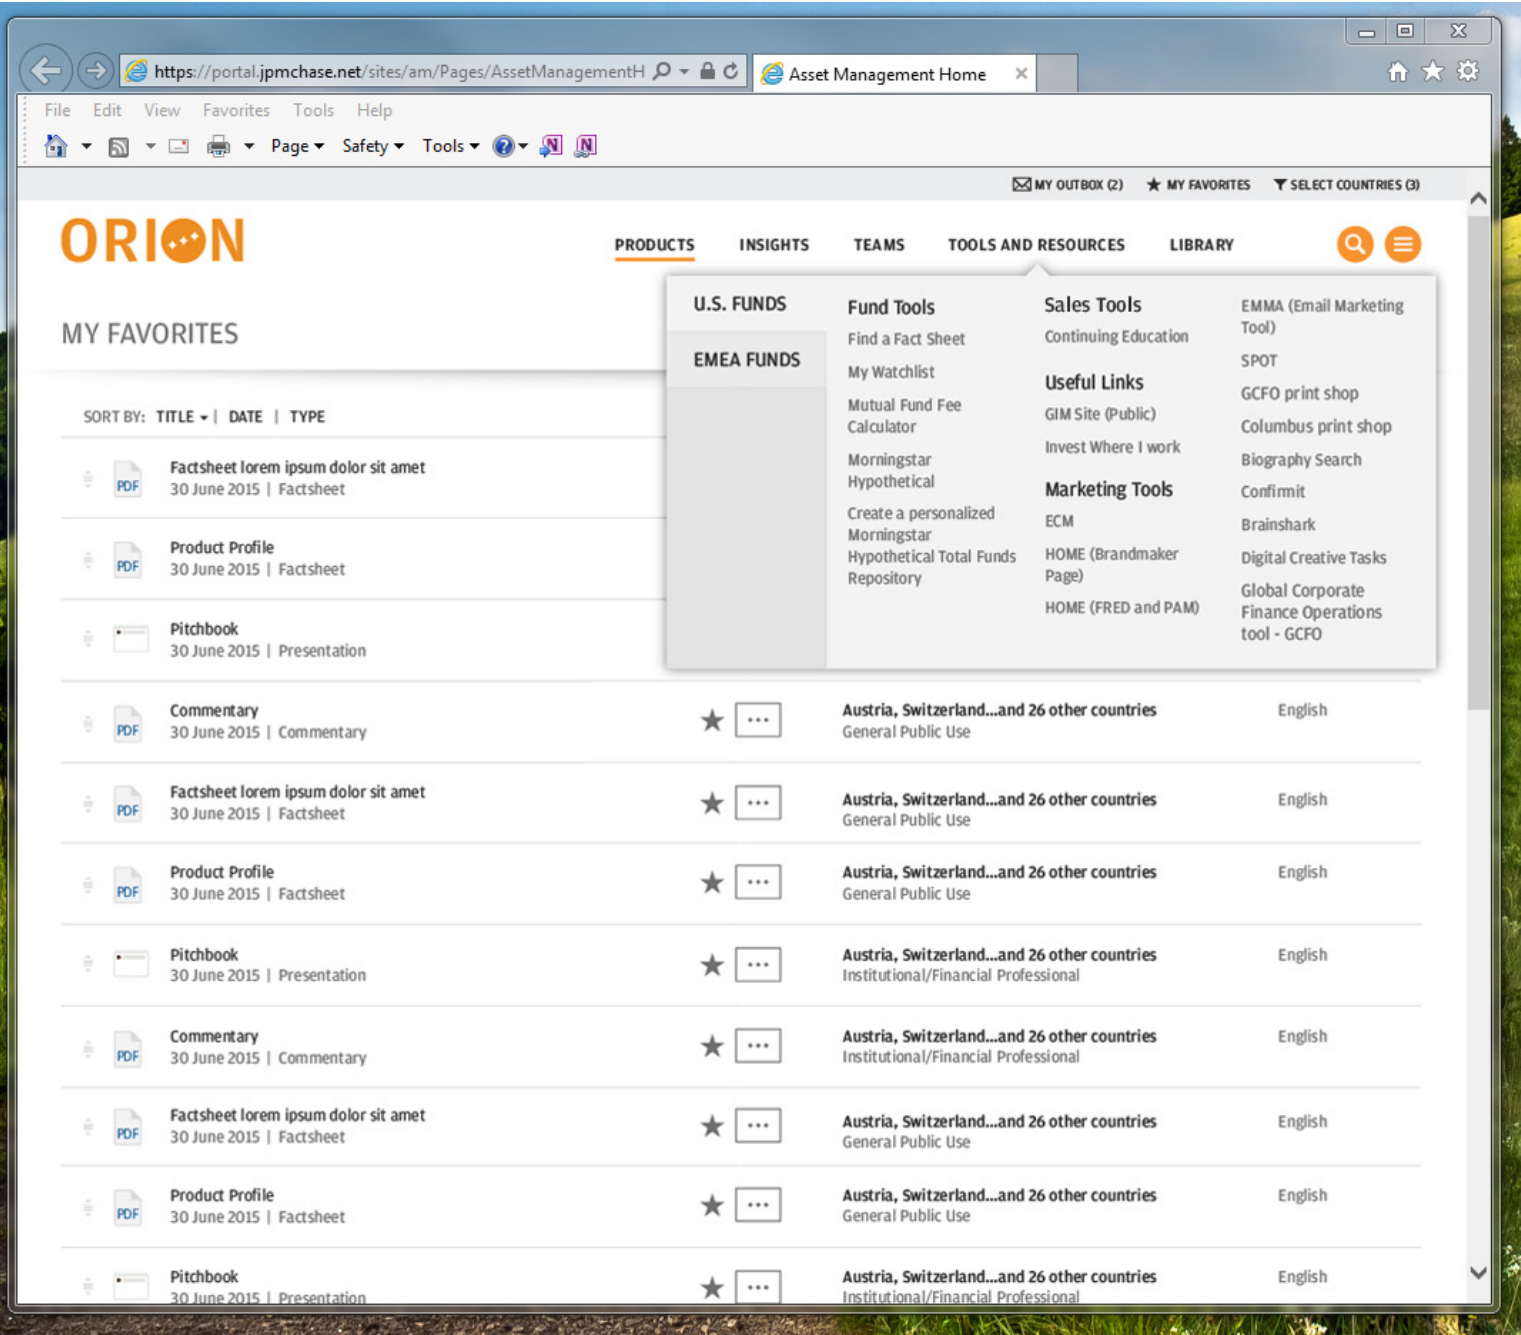 https://portal.jpmchase.net/sites/am/Pages/AssetManagementH
Asset Management Home
File Edit View Favorites Tools Help
Page Safety Tools
MY OUTBOX (2) MY FAVORITES SELECT COUNTRIES (3)
ORION
PRODUCTS INSIGHTS TEAMS TOOLS AND RESOURCES LIBRARY
MY FAVORITES
U.S. FUNDS
EMEA FUNDS
Fund Tools
Find a Fact Sheet
My Watchlist
Mutual Fund Fee
Calculator
Morningstar
Hypothetical
Create a personalized
Morningstar
Hypothetical Total Funds
Repository
Sales Tools
Continuing Education
Useful Links
GIM Site (Public)
Invest Where I work
Marketing Tools
ECM
HOME (Brandmaker
Page)
HOME (FRED and PAM)
EMMA (Email Marketing
Tool)
SPOT
GCFO print shop
Columbus print shop
Biography Search
Confirmit
Brainshark
Digital Creative Tasks
Global Corporate
Finance Operations
tool - GCFO
SORT BY: TITLE | DATE | TYPE
PDF
Factsheet lorem ipsum dolor sit amet
30 June 2015 | Factsheet
PDF
Product Profile
30 June 2015 | Factsheet
Pitchbook
30 June 2015 | Presentation
PDF
Commentary
30 June 2015 | Commentary
Austria, Switzerland...and 26 other countries
General Public Use
English
PDF
Factsheet lorem ipsum dolor sit amet
30 June 2015 | Factsheet
Austria, Switzerland...and 26 other countries
General Public Use
English
PDF
Product Profile
30 June 2015 | Factsheet
Austria, Switzerland...and 26 other countries
General Public Use
English
Pitchbook
30 June 2015 | Presentation
Austria, Switzerland...and 26 other countries
Institutional/Financial Professional
English
PDF
Commentary
30 June 2015 | Commentary
Austria, Switzerland...and 26 other countries
Institutional/Financial Professional
English
PDF
Factsheet lorem ipsum dolor sit amet
30 June 2015 | Factsheet
Austria, Switzerland...and 26 other countries
General Public Use
English
PDF
Product Profile
30 June 2015 | Factsheet
Austria, Switzerland...and 26 other countries
General Public Use
English
Pitchbook
30 June 2015 | Presentation
Austria, Switzerland...and 26 other countries
Institutional/Financial Professional
English